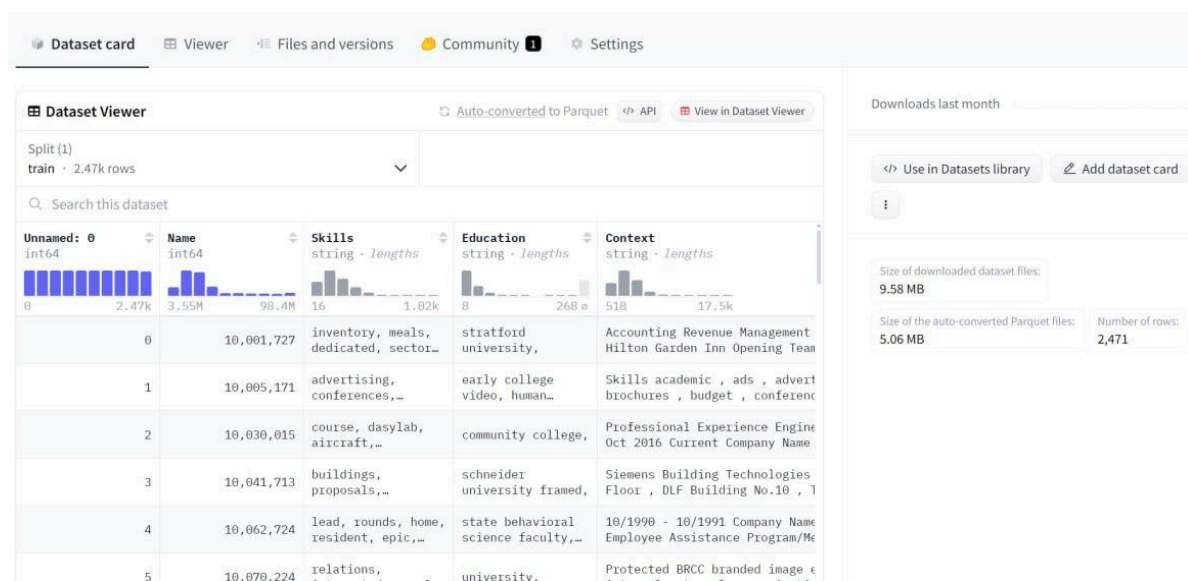 Dataset card Viewer Files and versions Community 1 Settings
Dataset Viewer Auto-converted to Parquet </> API View in Dataset Viewer
Split (1)
train · 2.47k rows
Search this dataset
Unnamed: 0 Name Skills Education Context
int64 int64 string · lengths string · lengths string · lengths
0 2.47k 3.55M 98.4M 16 1.02k 8 268 ⌀ 518 17.5k
0 10,001,727 inventory, meals, stratford Accounting Revenue Management
dedicated, sector… university, Hilton Garden Inn Opening Team
1 10,005,171 advertising, early college Skills academic , ads , advert
conferences,… video, human… brochures , budget , conferenc
2 10,030,015 course, dasylab, community college, Professional Experience Engine
aircraft,… Oct 2016 Current Company Name
3 10,041,713 buildings, schneider Siemens Building Technologies
proposals,… university framed, Floor , DLF Building No.10 ,
4 10,062,724 lead, rounds, home, state behavioral 10/1990 - 10/1991 Company Name
resident, epic,… science faculty,… Employee Assistance Program/Me
5 10,070,224 relations, university, Protected BRCC branded image
Downloads last month
</> Use in Datasets library Add dataset card
Size of downloaded dataset files:
9.58 MB
Size of the auto-converted Parquet files: Number of rows:
5.06 MB 2,471